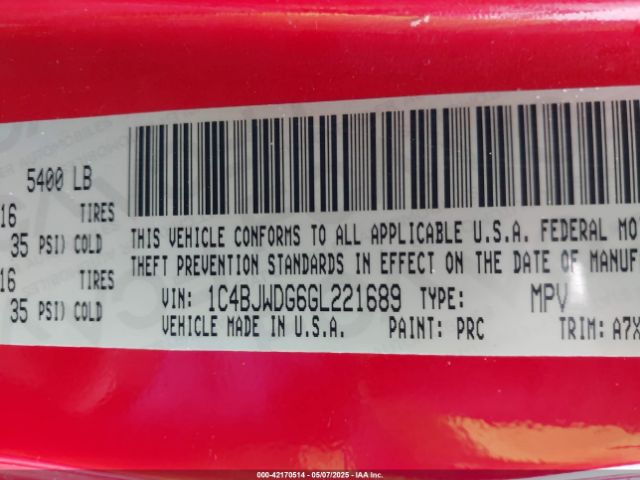 5400 LB
16 TIRES
35 PSI) COLD
16 TIRES
35 PSI) COLD
THIS VEHICLE CONFORMS TO ALL APPLICABLE U.S.A. FEDERAL MO
THEFT PREVENTION STANDARDS IN EFFECT ON THE DATE OF MANUF
VIN: 1C4BJWDG6GL221689 TYPE: MPV
VEHICLE MADE IN U.S.A. PAINT: PRC TRIM: A7X
000-42170514 | 05/07/2025 | IAAI.COM